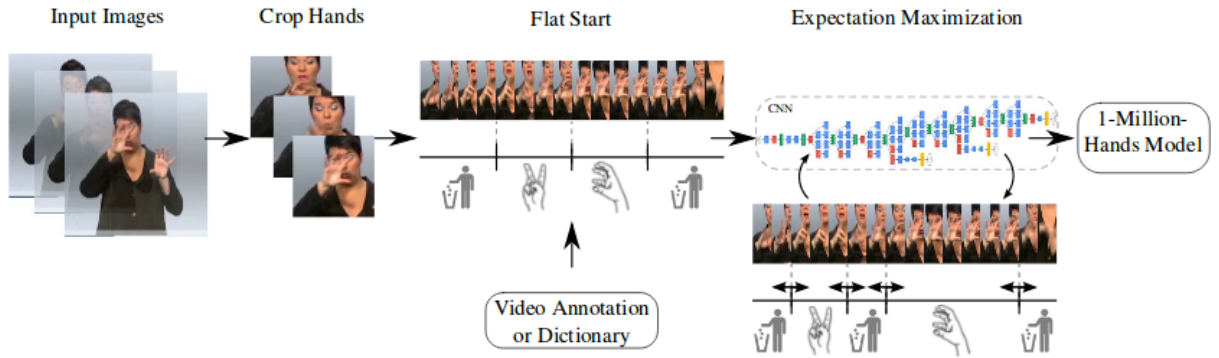 Input Images
Crop Hands
Flat Start
Expectation Maximization
CNN
1-Million-
Hands Model
Video Annotation
or Dictionary